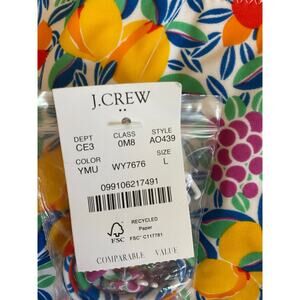 J.CREW
DEPT CLASS STYLE
CE3 0M8 AO439
COLOR SIZE
YMU WY7676 L
099106217491
FSC
RECYCLED
Paper
FSC® C117781
COMPARABLE VALUE